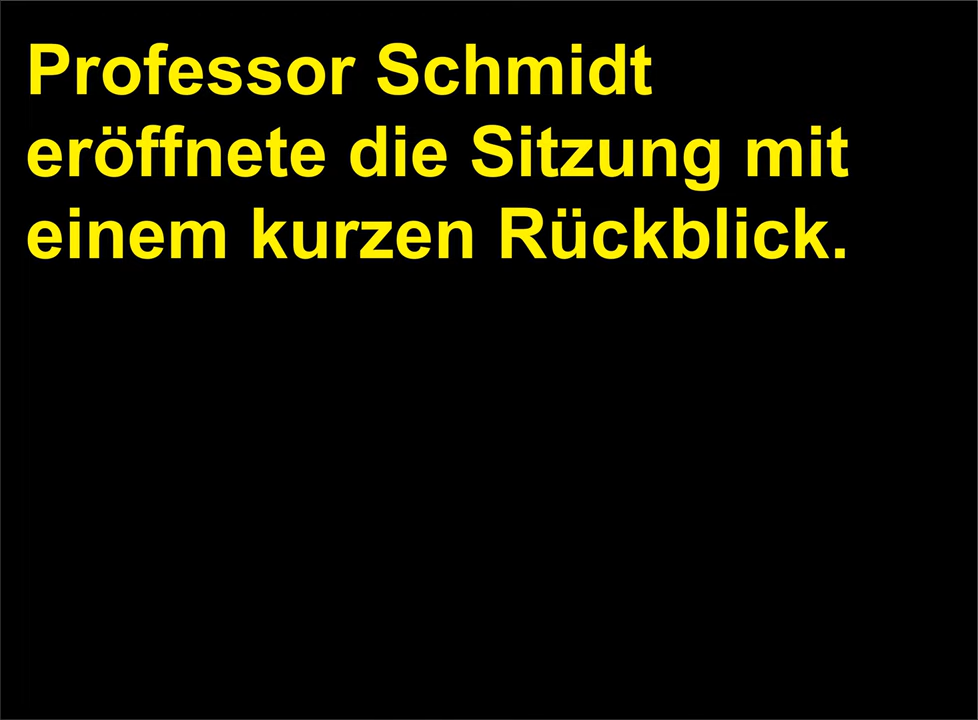 Professor Schmidt
eröffnete die Sitzung mit
einem kurzen Rückblick.